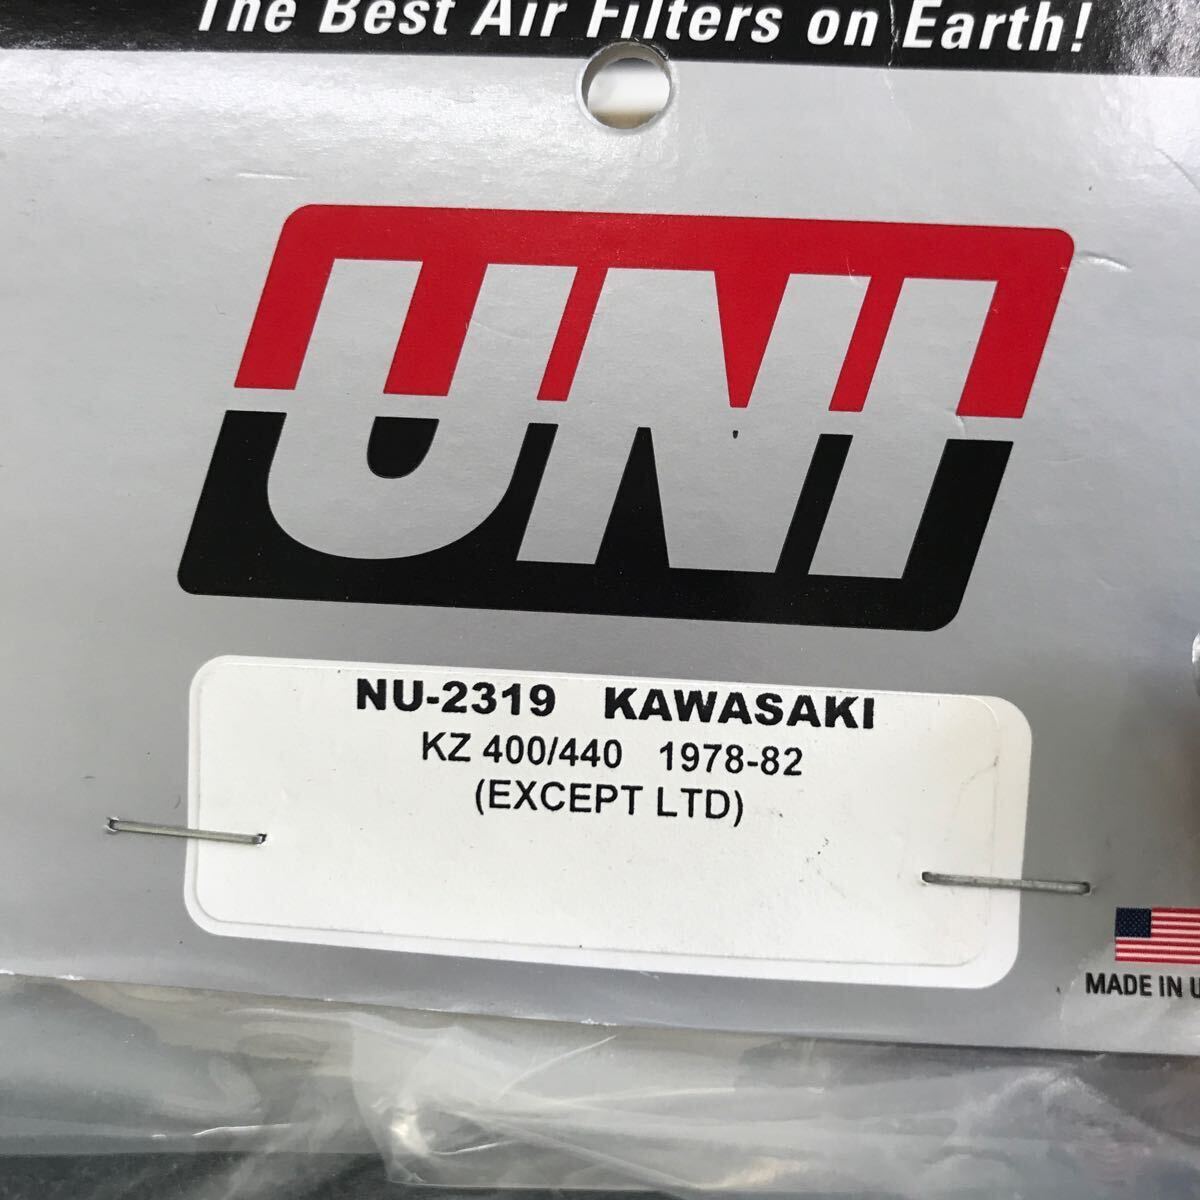 The Best Air Filters on Earth!
UNI
NU-2319 KAWASAKI
KZ 400/440 1978-82
(EXCEPT LTD)
MADE IN U